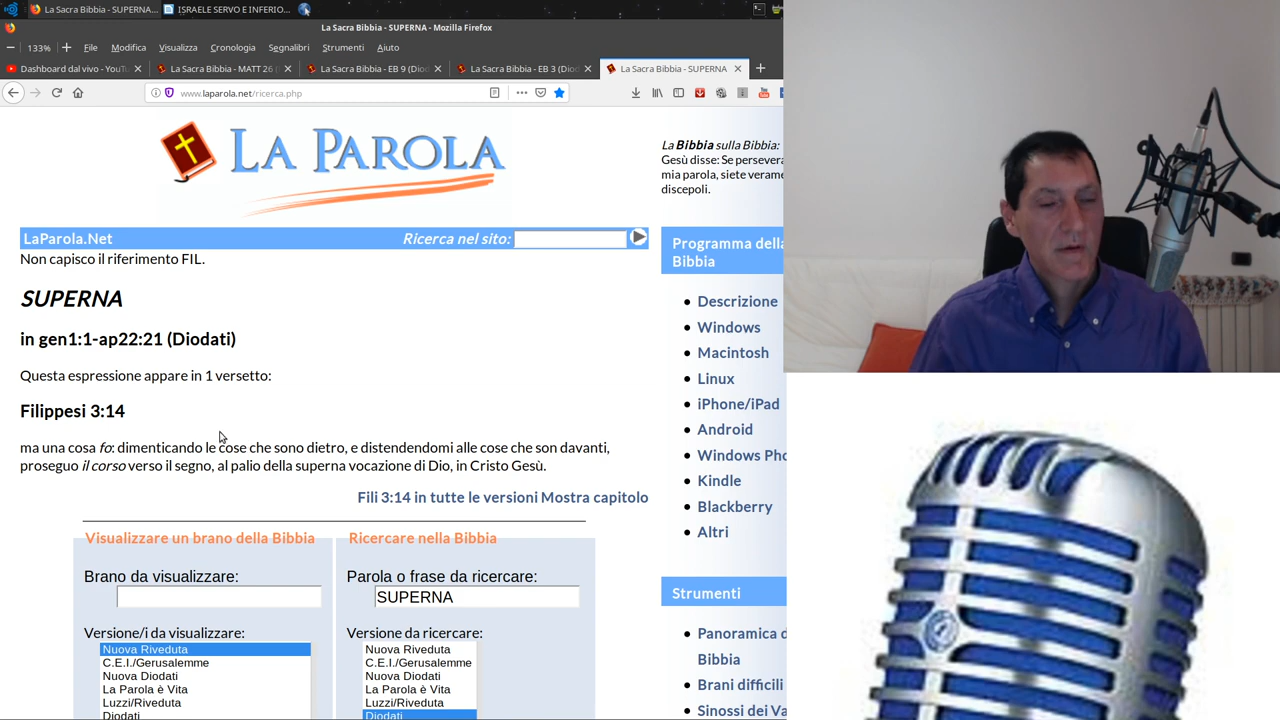 La Sacra Bibbia - SUPERNA...
ISRAELE SERVO E INFERIO...
La Sacra Bibbia - SUPERNA - Mozilla Firefox
133%
File Modifica Visualizza Cronologia Segnalibri Strumenti Aiuto
Dashboard dal vivo - YouT
La Sacra Bibbia - MATT 26 (
La Sacra Bibbia - EB 9 (Diod
La Sacra Bibbia - EB 3 (Diod
La Sacra Bibbia - SUPERNA
www.laparola.net/ricerca.php
LA PAROLA
La Bibbia sulla Bibbia:
Gesù disse: Se persevera
mia parola, siete verame
discepoli.
LaParola.Net
Ricerca nel sito:
Non capisco il riferimento FIL.
SUPERNA
in gen1:1-ap22:21 (Diodati)
Questa espressione appare in 1 versetto:
Filippesi 3:14
ma una cosa fo: dimenticando le cose che sono dietro, e distendendomi alle cose che son davanti,
proseguo il corso verso il segno, al palio della superna vocazione di Dio, in Cristo Gesù.
Fili 3:14 in tutte le versioni Mostra capitolo
Visualizzare un brano della Bibbia
Brano da visualizzare:
Versione/i da visualizzare:
Nuova Riveduta
C.E.I./Gerusalemme
Nuova Diodati
La Parola è Vita
Luzzi/Riveduta
Diodati
Ricercare nella Bibbia
Parola o frase da ricercare:
SUPERNA
Versione da ricercare:
Nuova Riveduta
C.E.I./Gerusalemme
Nuova Diodati
La Parola è Vita
Luzzi/Riveduta
Diodati
Programma della
Bibbia
Descrizione
Windows
Macintosh
Linux
iPhone/iPad
Android
Windows Pho
Kindle
Blackberry
Altri
Strumenti
Panoramica d
Bibbia
Brani difficili
Sinossi dei Va